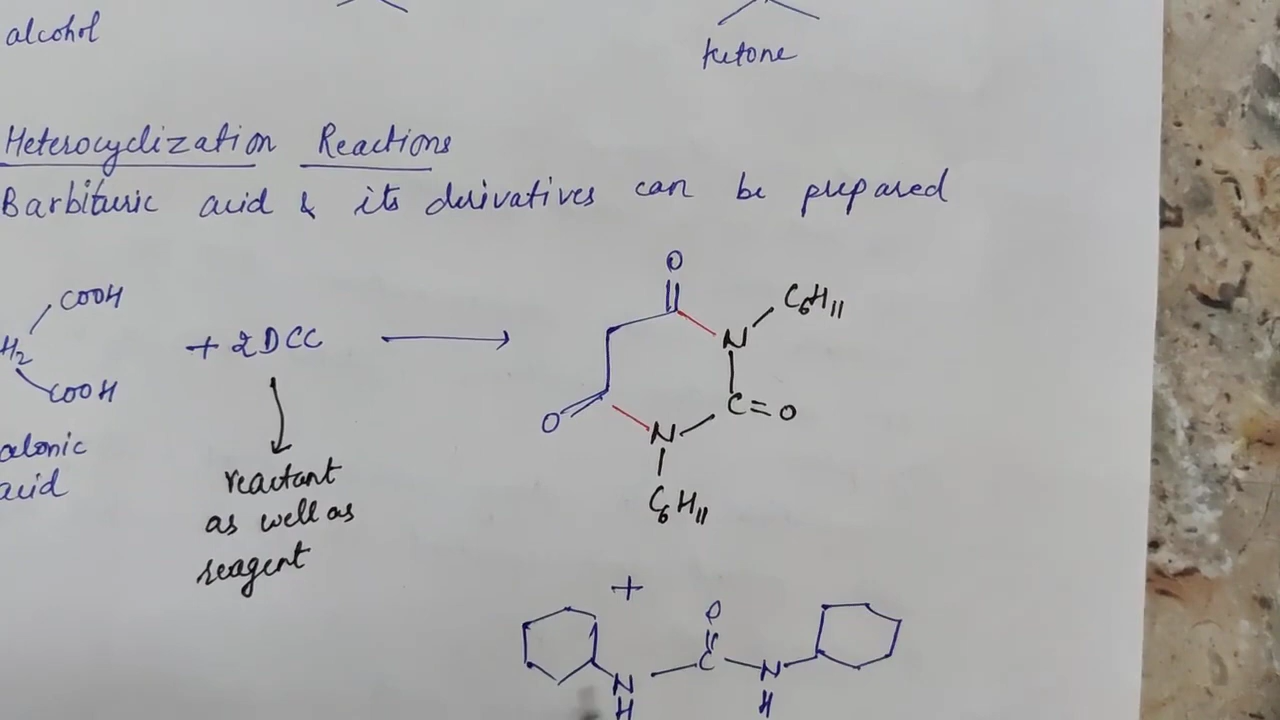 alcohol
ketone
Heterocyclization Reactions
Barbituric acid & its derivatives can be prepared
O
COOH
C6H11
H2
+ 2DCC
N
COOH
O
N
C=O
alonic
acid
reactant
as well as
reagent
C6H11
+
O
C
N
N
H
H